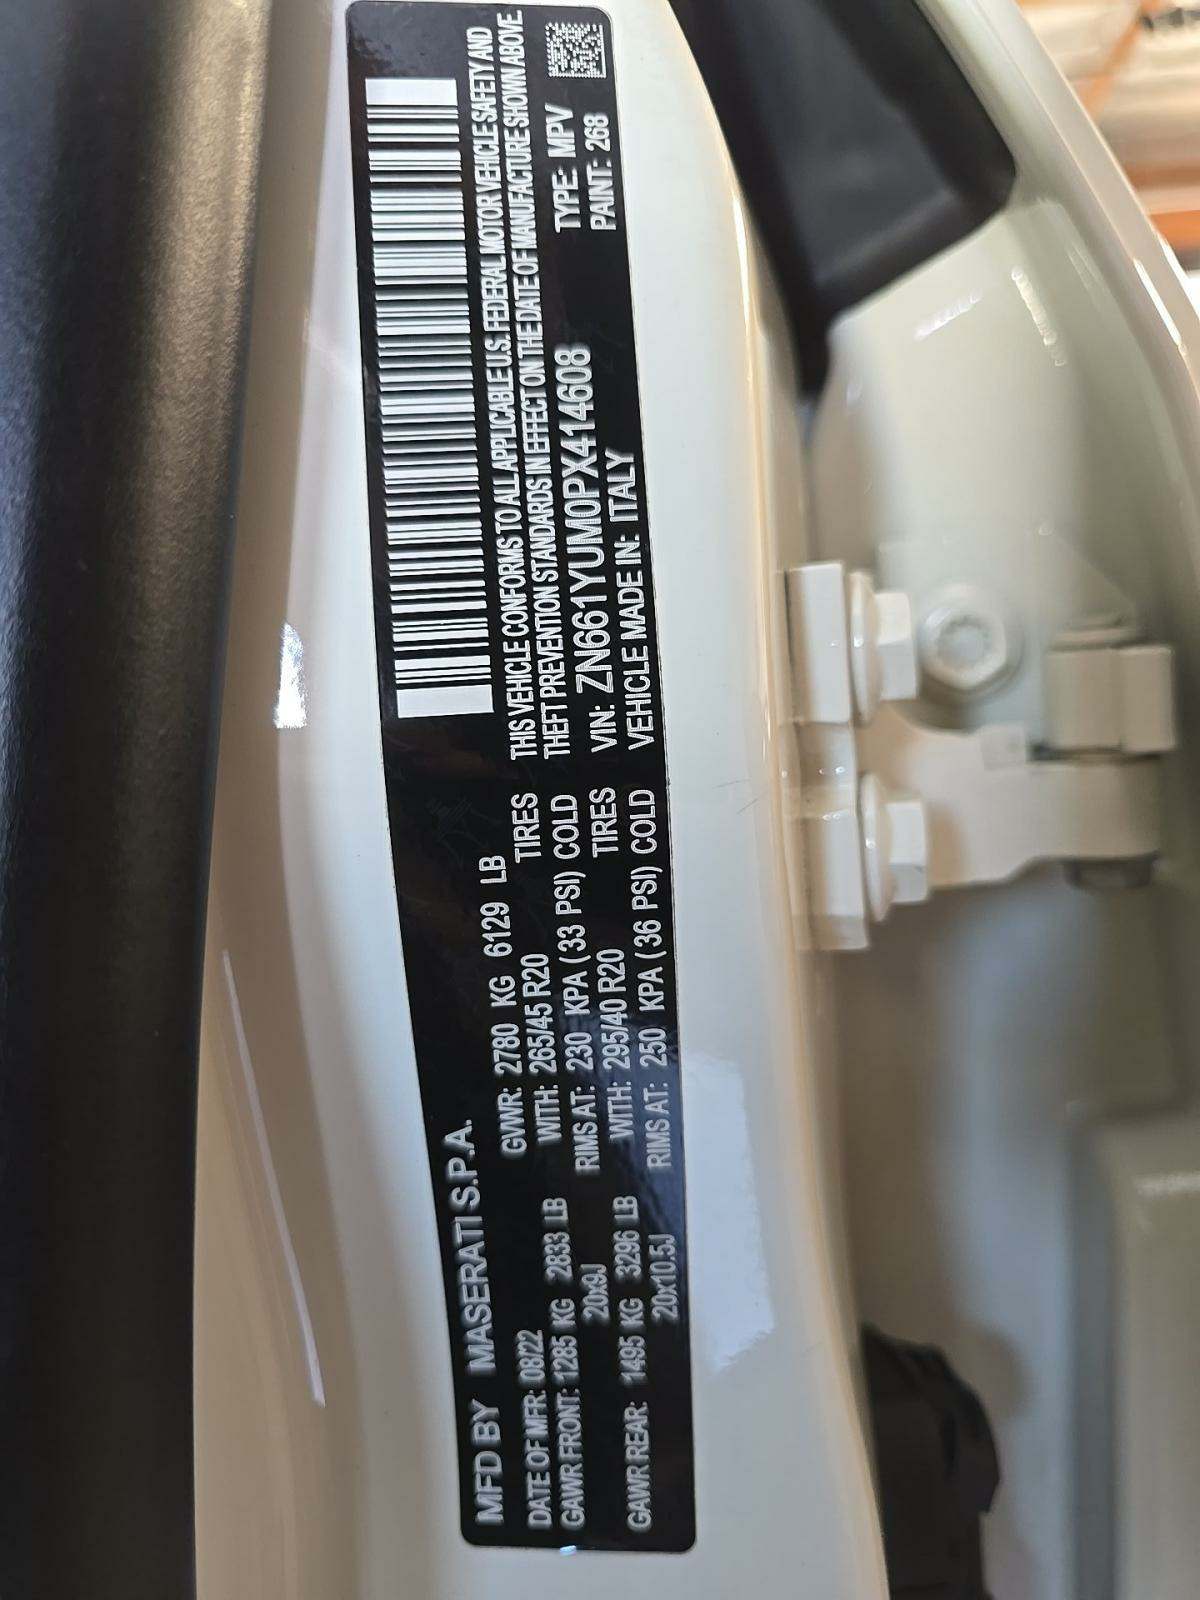 MFD BY MASERATI S.P.A.
DATE OF MFR: 08/22
GAWR FRONT: 1285 KG 2833 LB
20x9J
GAWR REAR: 1495 KG 3296 LB
20x10.5J
GVWR: 2780 KG 6129 LB
WITH: 265/45 R20 TIRES
RIMS AT: 230 KPA (33 PSI) COLD
WITH: 295/40 R20 TIRES
RIMS AT: 250 KPA (36 PSI) COLD
THIS VEHICLE CONFORMS TO ALL APPLICABLE U.S. FEDERAL MOTOR VEHICLE SAFETY AND
THEFT PREVENTION STANDARDS IN EFFECT ON THE DATE OF MANUFACTURE SHOWN ABOVE.
VIN: ZN661YUM0PX414608
VEHICLE MADE IN: ITALY
TYPE: MPV
PAINT: 268